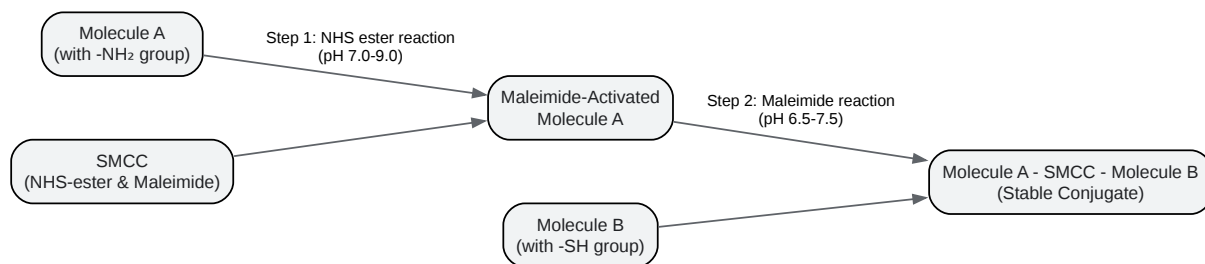 Molecule A
(with -NH₂ group)
Step 1: NHS ester reaction
(pH 7.0-9.0)
SMCC
(NHS-ester & Maleimide)
Maleimide-Activated
Molecule A
Step 2: Maleimide reaction
(pH 6.5-7.5)
Molecule B
(with -SH group)
Molecule A - SMCC - Molecule B
(Stable Conjugate)